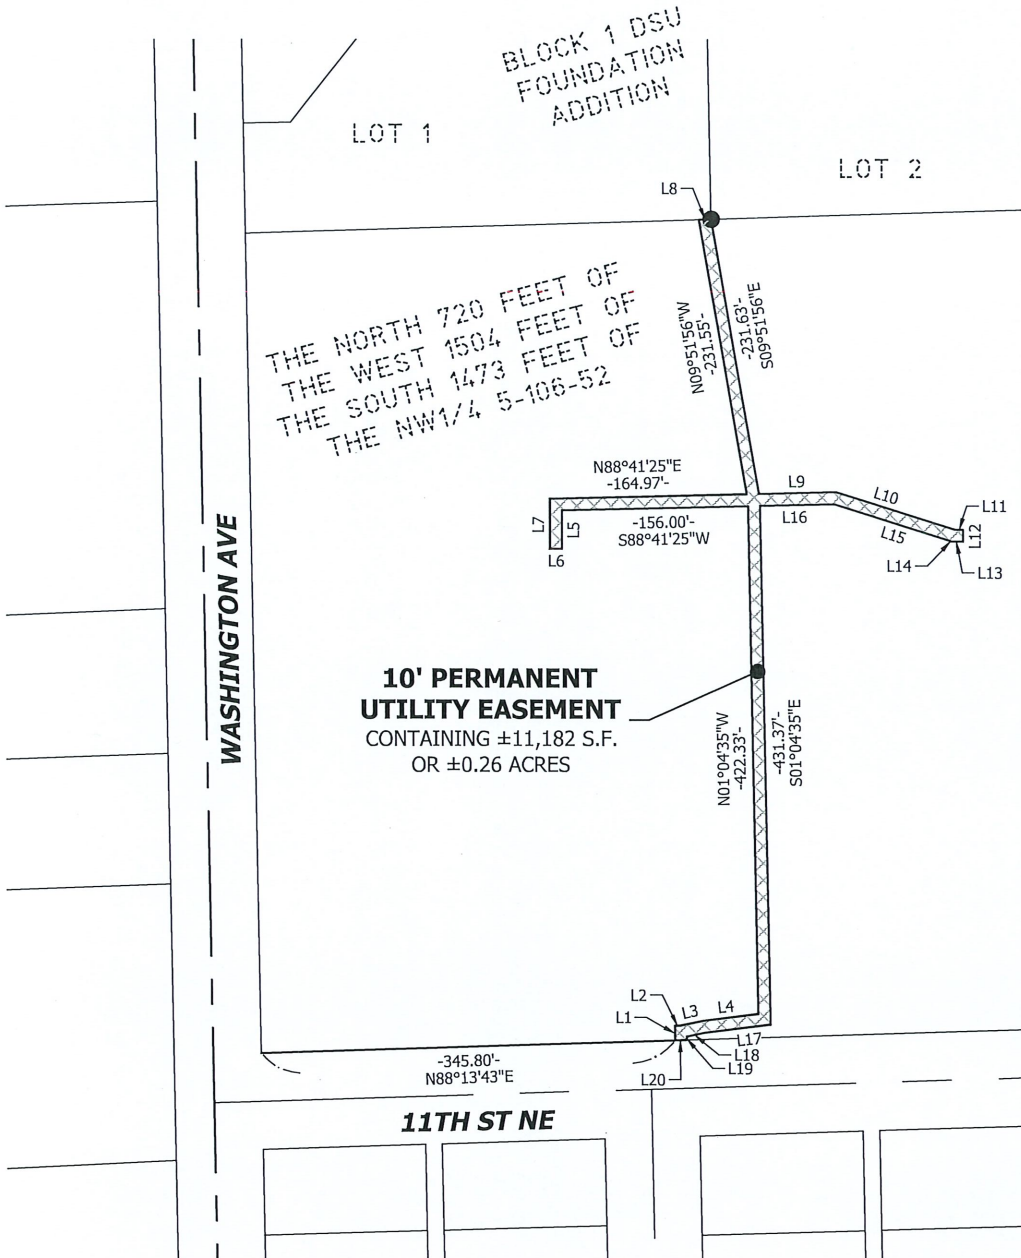 BLOCK 1 DSU
FOUNDATION
ADDITION
LOT 1
LOT 2
L8
THE NORTH 720 FEET OF
THE WEST 1504 FEET OF
THE SOUTH 1473 FEET OF
THE NW1/4 5-106-52
N09°51'56"W
-231.55'-
-231.63'-
S09°51'56"E
N88°41'25"E
-164.97'-
L9
L10
L11
L7
L5
-156.00'-
S88°41'25"W
L16
L15
L12
L6
L14
L13
WASHINGTON AVE
10' PERMANENT
UTILITY EASEMENT
CONTAINING ±11,182 S.F.
OR ±0.26 ACRES
N01°04'35"W
-422.33'-
-431.37'-
S01°04'35"E
L2
L3
L4
L1
L17
L18
L19
L20
-345.80'-
N88°13'43"E
11TH ST NE